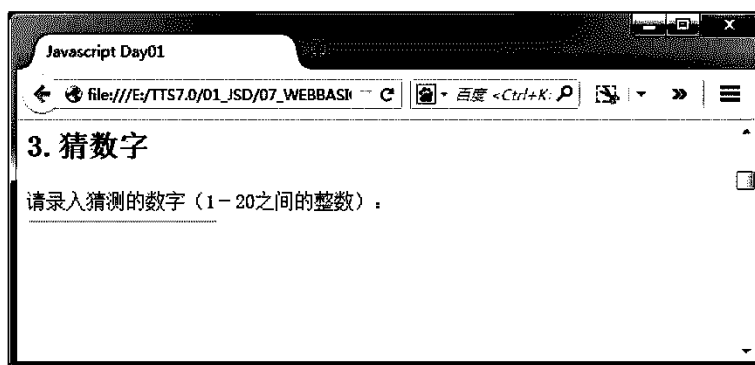 Javascript Day01
file:///E:/TTS7.0/01_JSD/07_WEBBASI
百度 <Ctrl+K:
3. 猜数字
请录入猜测的数字（1-20之间的整数）：